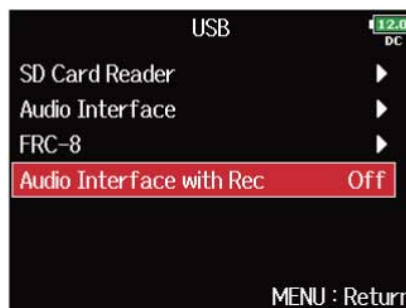 USB
12.0
DC
SD Card Reader
Audio Interface
FRC-8
Audio Interface with Rec Off
MENU : Return